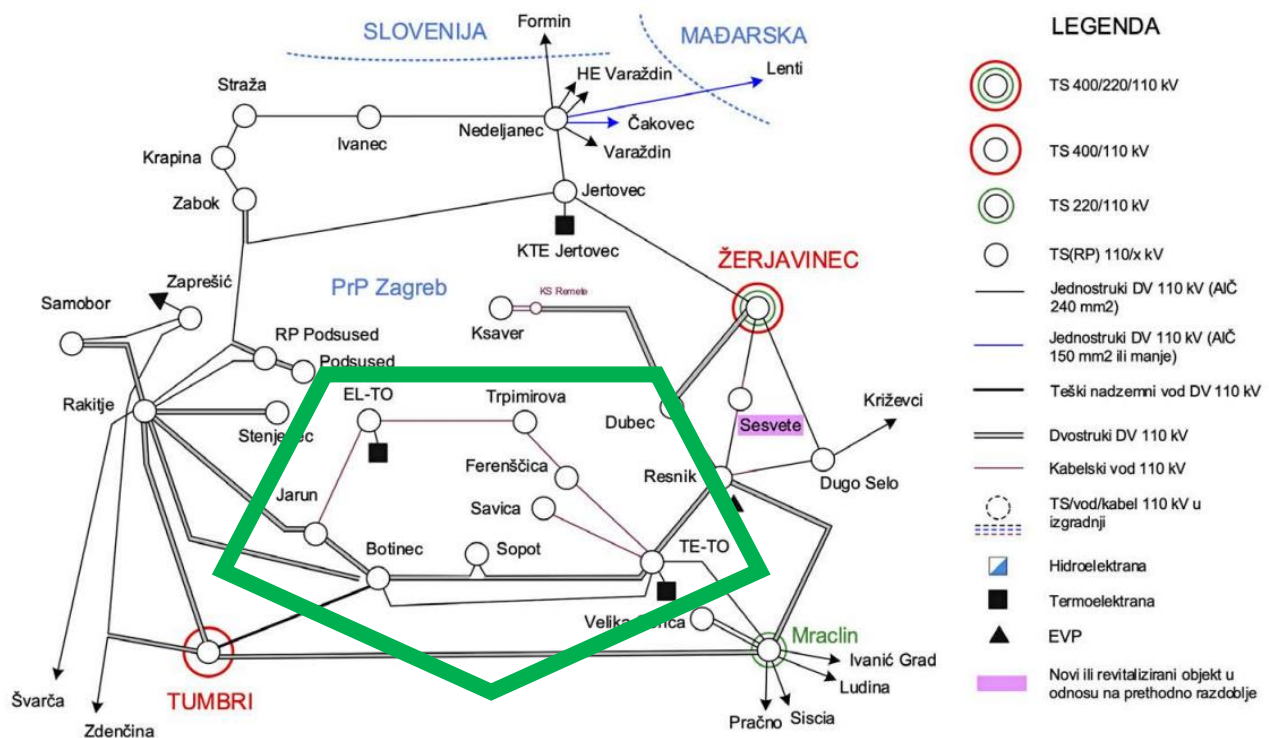 SLOVENIJA
Formin
MAĐARSKA
Lenti
HE Varaždin
Straža
Ivanec
Nedeljanec
Čakovec
Varaždin
Krapina
Zabok
Jertovec
KTE Jertovec
ŽERJAVINEC
Zaprešić
PrP Zagreb
KS Remete
Samobor
Ksaver
RP Podsused
Podsused
EL-TO
Trpimirova
Rakitje
Dubec
Križevci
Sesvete
Ferenščica
Resnik
Dugo Selo
Jarun
Savica
Botinec
Sopot
TE-TO
Mraclin
Ivanić Grad
Ludina
TUMBRI
Švarča
Zdenčina
Pračno
Siscia
LEGENDA
TS 400/220/110 kV
TS 400/110 kV
TS 220/110 kV
TS(RP) 110/x kV
Jednostruki DV 110 kV (AlČ
240 mm2)
Jednostruki DV 110 kV (AlČ
150 mm2 ili manje)
Teški nadzemni vod DV 110 kV
Dvostruki DV 110 kV
Kabelski vod 110 kV
TS/vod/kabel 110 kV u
izgradnji
Hidroelektrana
Termoelektrana
EVP
Novi ili revitalizirani objekt u
odnosu na prethodno razdoblje